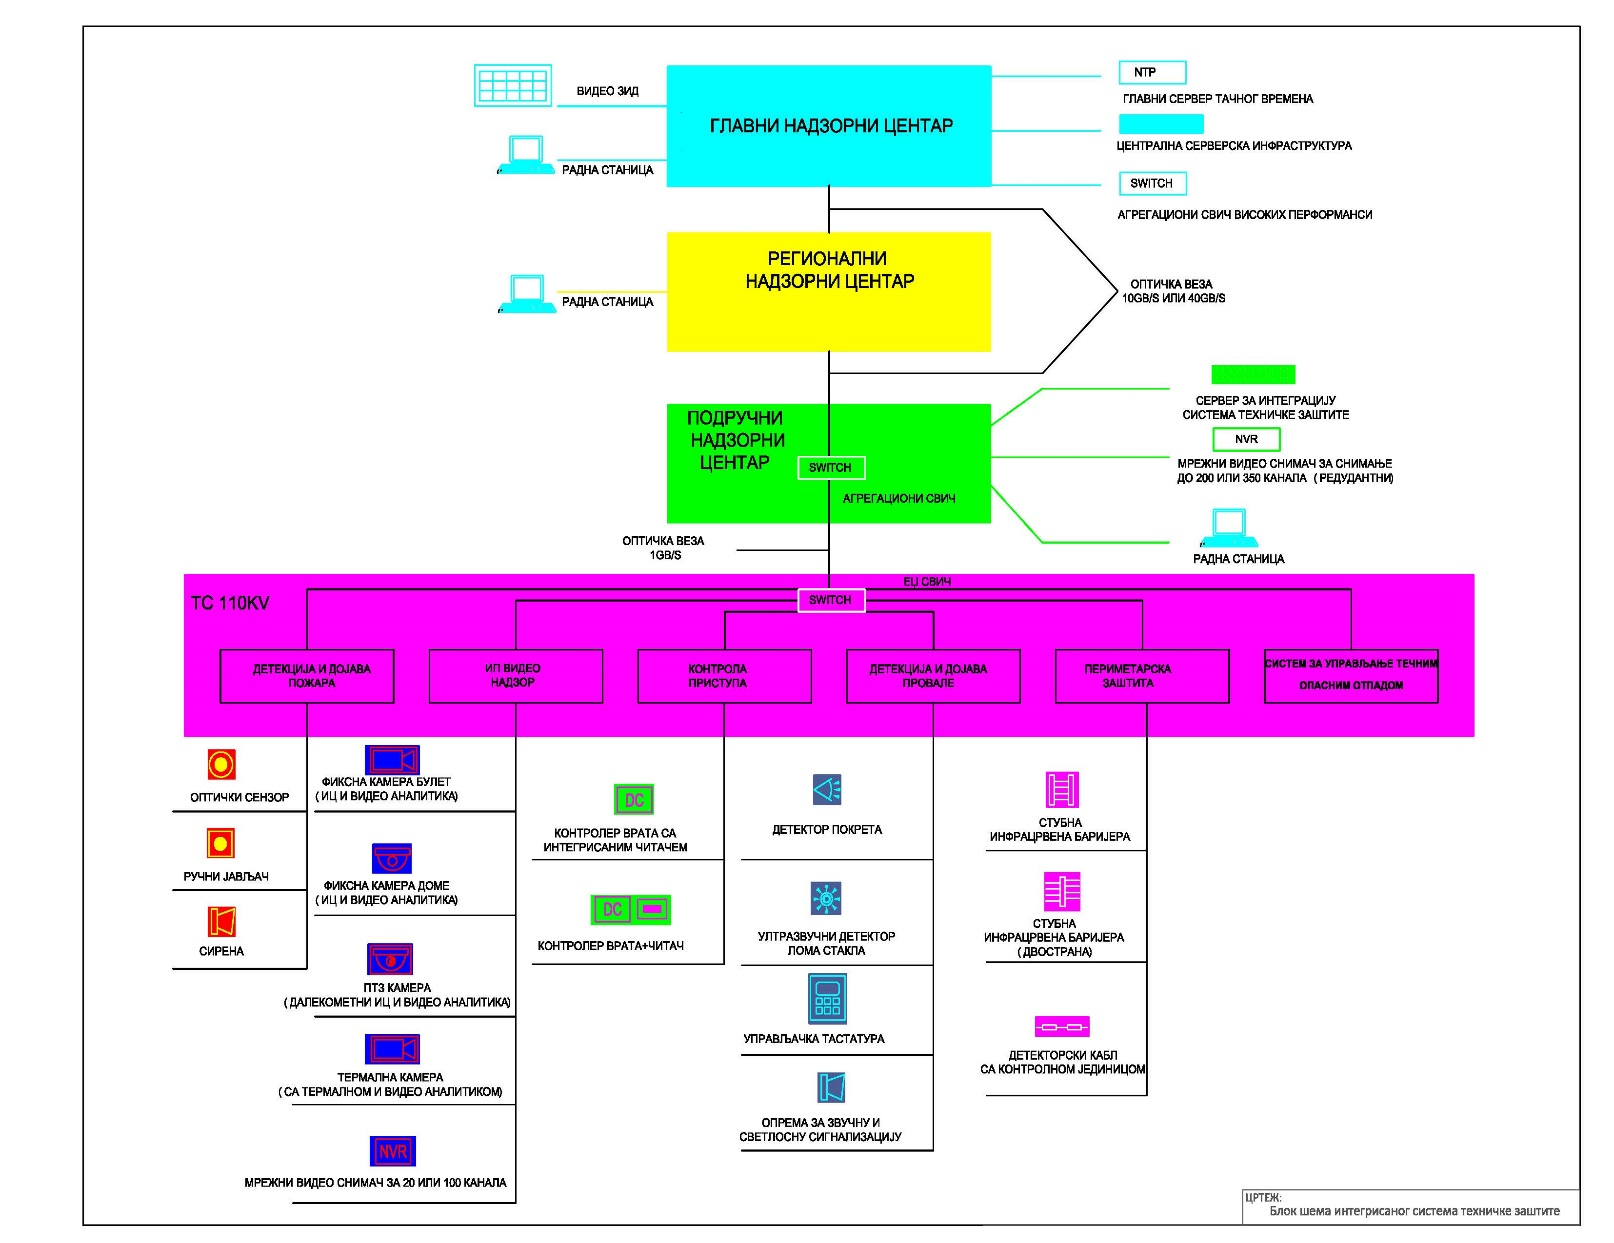 ВИДЕО ЗИД
РАДНА СТАНИЦА
ГЛАВНИ НАДЗОРНИ ЦЕНТАР
NTP
ГЛАВНИ СЕРВЕР ТАЧНОГ ВРЕМЕНА
ЦЕНТРАЛНА СЕРВЕРСКА ИНФРАСТРУКТУРА
SWITCH
АГРЕГАЦИОНИ СВИЧ ВИСОКИХ ПЕРФОРМАНСИ
РЕГИОНАЛНИ
НАДЗОРНИ ЦЕНТАР
РАДНА СТАНИЦА
ОПТИЧКА ВЕЗА
10GB/S ИЛИ 40GB/S
ПОДРУЧНИ
НАДЗОРНИ
ЦЕНТАР
SWITCH
АГРЕГАЦИОНИ СВИЧ
СЕРВЕР ЗА ИНТЕГРАЦИЈУ
СИСТЕМА ТЕХНИЧКЕ ЗАШТИТЕ
NVR
МРЕЖНИ ВИДЕО СНИМАЧ ЗА СНИМАЊЕ
ДО 200 ИЛИ 350 КАНАЛА ( РЕДУДАНТНИ)
РАДНА СТАНИЦА
ОПТИЧКА ВЕЗА
1GB/S
ТС 110KV
ЕЏ СВИЧ
SWITCH
ДЕТЕКЦИЈА И ДОЈАВА
ПОЖАРА
ИП ВИДЕО
НАДЗОР
КОНТРОЛА
ПРИСТУПА
ДЕТЕКЦИЈА И ДОЈАВА
ПРОВАЛЕ
ПЕРИМЕТАРСКА
ЗАШТИТА
СИСТЕМ ЗА УПРАВЉАЊЕ ТЕЧНИМ
ОПАСНИМ ОТПАДОМ
ОПТИЧКИ СЕНЗОР
РУЧНИ ЈАВЉАЧ
СИРЕНА
ФИКСНА КАМЕРА БУЛЕТ
( ИЦ И ВИДЕО АНАЛИТИКА)
ФИКСНА КАМЕРА ДОМЕ
( ИЦ И ВИДЕО АНАЛИТИКА)
ПТЗ КАМЕРА
( ДАЛЕКОМЕТНИ ИЦ И ВИДЕО АНАЛИТИКА)
ТЕРМАЛНА КАМЕРА
( СА ТЕРМАЛНОМ И ВИДЕО АНАЛИТИКОМ)
NVR
МРЕЖНИ ВИДЕО СНИМАЧ ЗА 20 ИЛИ 100 КАНАЛА
DC
КОНТРОЛЕР ВРАТА СА
ИНТЕГРИСАНИМ ЧИТАЧЕМ
DC
КОНТРОЛЕР ВРАТА+ЧИТАЧ
ДЕТЕКТОР ПОКРЕТА
УЛТРАЗВУЧНИ ДЕТЕКТОР
ЛОМА СТАКЛА
УПРАВЉАЧКА ТАСТАТУРА
ОПРЕМА ЗА ЗВУЧНУ И
СВЕТЛОСНУ СИГНАЛИЗАЦИЈУ
СТУБНА
ИНФРАЦРВЕНА БАРИЈЕРА
СТУБНА
ИНФРАЦРВЕНА БАРИЈЕРА
( ДВОСТРАНА)
ДЕТЕКТОРСКИ КАБЛ
СА КОНТРОЛНОМ ЈЕДИНИЦОМ
ЦРТЕЖ:
Блок шема интегрисаног система техничке заштите